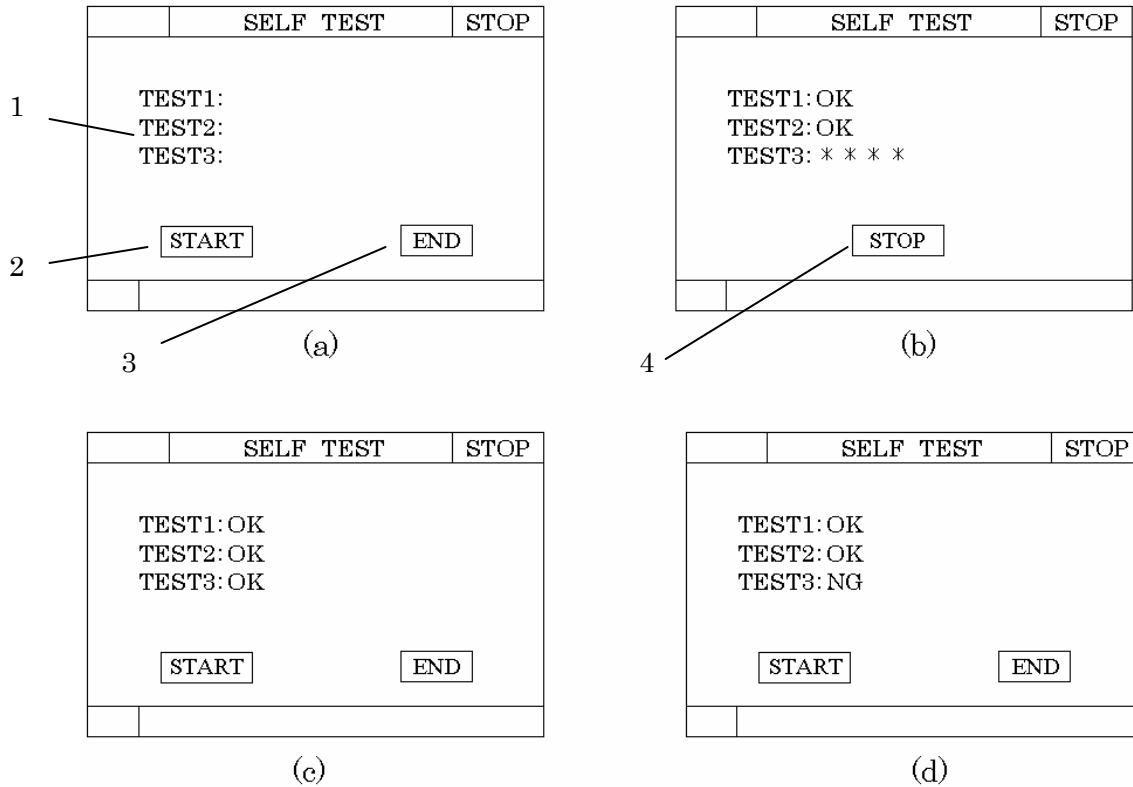 SELF TEST STOP
TEST1:
TEST2:
TEST3:
START END
1
2
3
(a)
SELF TEST STOP
TEST1:OK
TEST2:OK
TEST3:****
STOP
4
(b)
SELF TEST STOP
TEST1:OK
TEST2:OK
TEST3:OK
START END
(c)
SELF TEST STOP
TEST1:OK
TEST2:OK
TEST3:NG
START END
(d)